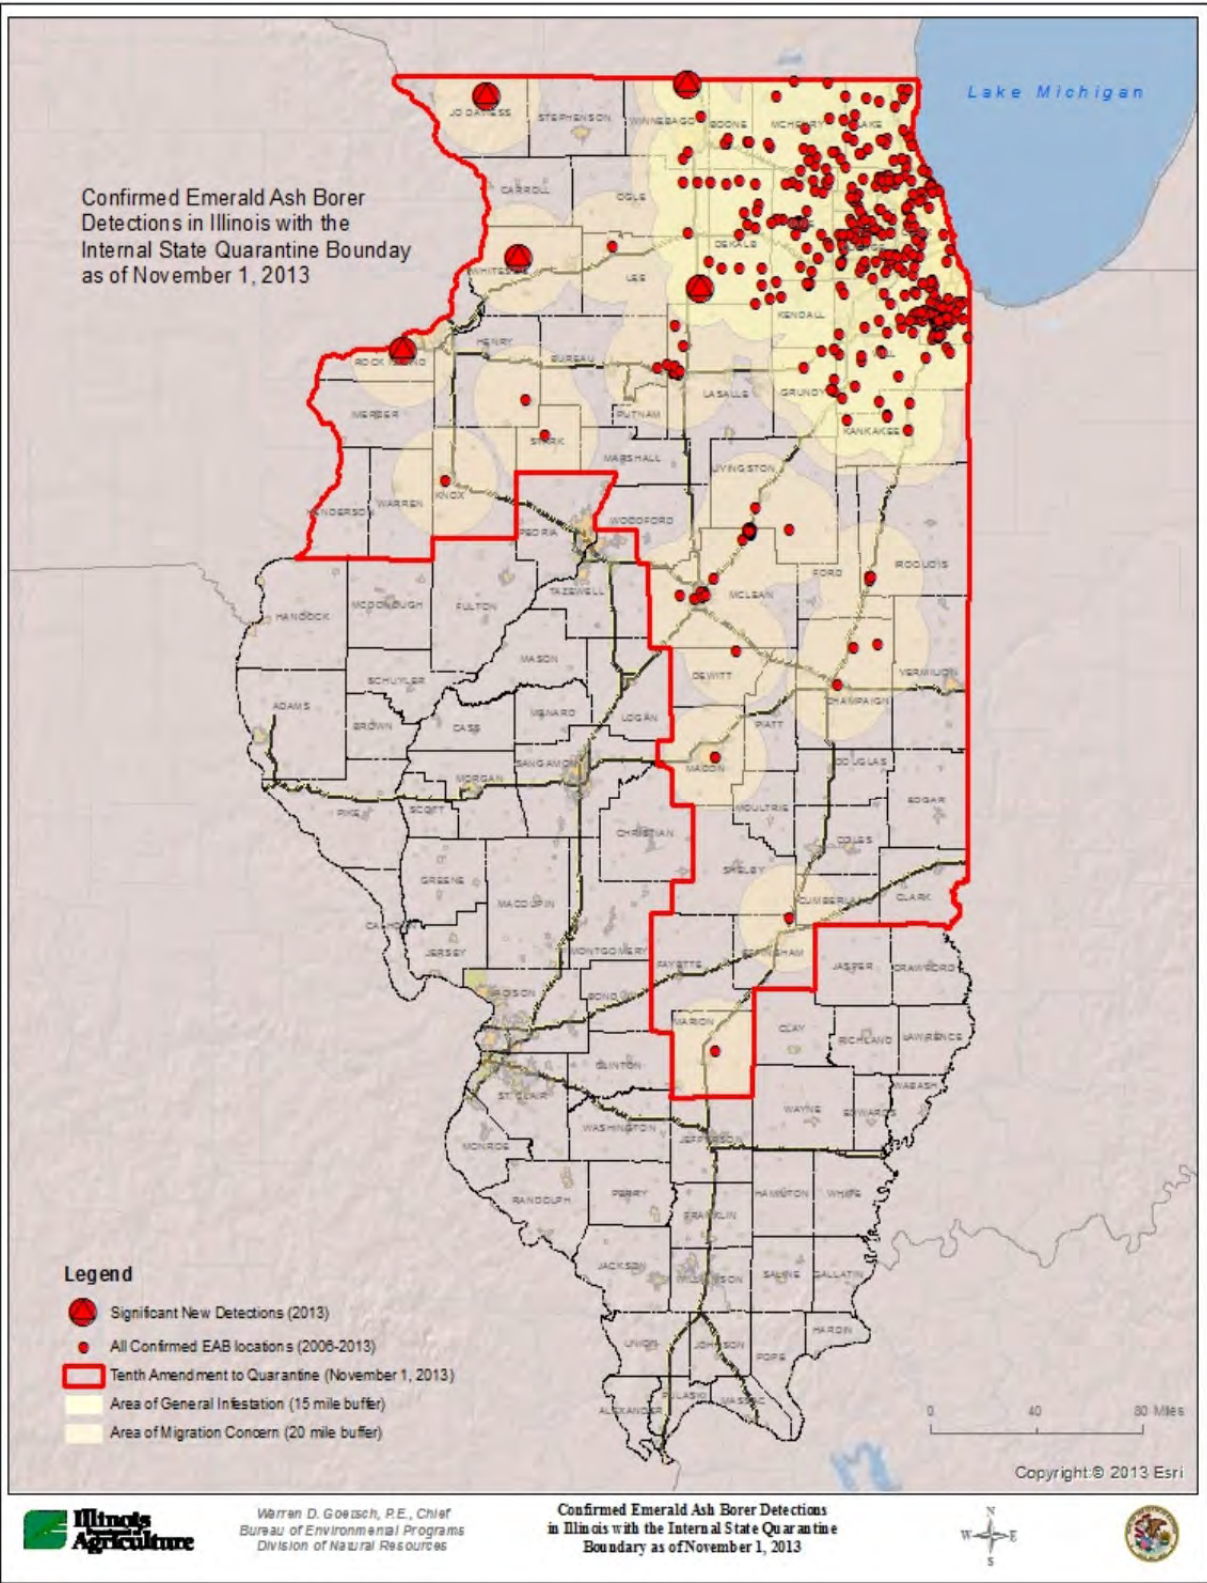 Lake Michigan
Confirmed Emerald Ash Borer
Detections in Illinois with the
Internal State Quarantine Bounday
as of November 1, 2013
JO DAVIESS
STEPHENSON
WINNEBAGO
BOONE
MCHENRY
LAKE
CARROLL
OGLE
DEKALB
WHITESIDE
LEE
KENDALL
HENRY
BUREAU
ROCK ISLAND
WILL
LASALLE
GRUNDY
MERCER
PUTNAM
KANKAKEE
STARK
MARSHALL
LIVINGSTON
KNOX
WARREN
HENDERSON
WOODFORD
PEORIA
IROQUOIS
FORD
TAZEWELL
MCLEAN
HANCOCK
MCDONOUGH
FULTON
MASON
DEWITT
VERMILION
SCHUYLER
CHAMPAIGN
ADAMS
MENARD
LOGAN
BROWN
CASS
PIATT
SANGAMON
MACON
DOUGLAS
MORGAN
EDGAR
PIKE
SCOTT
MOULTRIE
CHRISTIAN
COLES
SHELBY
GREENE
CUMBERLAND
CLARK
MACOUPIN
CALHOUN
JERSEY
MONTGOMERY
FAYETTE
EFFINGHAM
JASPER
CRAWFORD
MADISON
BOND
MARION
CLAY
RICHLAND
LAWRENCE
CLINTON
WABASH
ST. CLAIR
WAYNE
EDWARDS
WASHINGTON
JEFFERSON
MONROE
RANDOLPH
PERRY
HAMILTON
WHITE
FRANKLIN
JACKSON
WILLIAMSON
SALINE
GALLATIN
UNION
JOHNSON
POPE
HARDIN
ALEXANDER
PULASKI
MASSAC
Legend
Significant New Detections (2013)
All Confirmed EAB locations (2006-2013)
Tenth Amendment to Quarantine (November 1, 2013)
Area of General Infestation (15 mile buffer)
Area of Migration Concern (20 mile buffer)
0 40 80 Miles
Copyright:© 2013 Esri
Illinois
Agriculture
Warren D. Goetsch, P.E., Chief
Bureau of Environmental Programs
Division of Natural Resources
Confirmed Emerald Ash Borer Detections
in Illinois with the Internal State Quarantine
Boundary as of November 1, 2013
N
W E
S